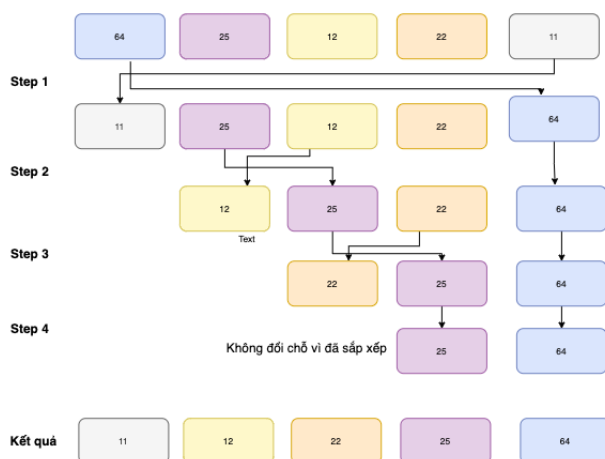 64 25 12 22 11
Step 1
11 25 12 22 64
Step 2
12 25 22 64
Text
Step 3
22 25 64
Step 4
Không đổi chỗ vì đã sắp xếp 25 64
Kết quả 11 12 22 25 64